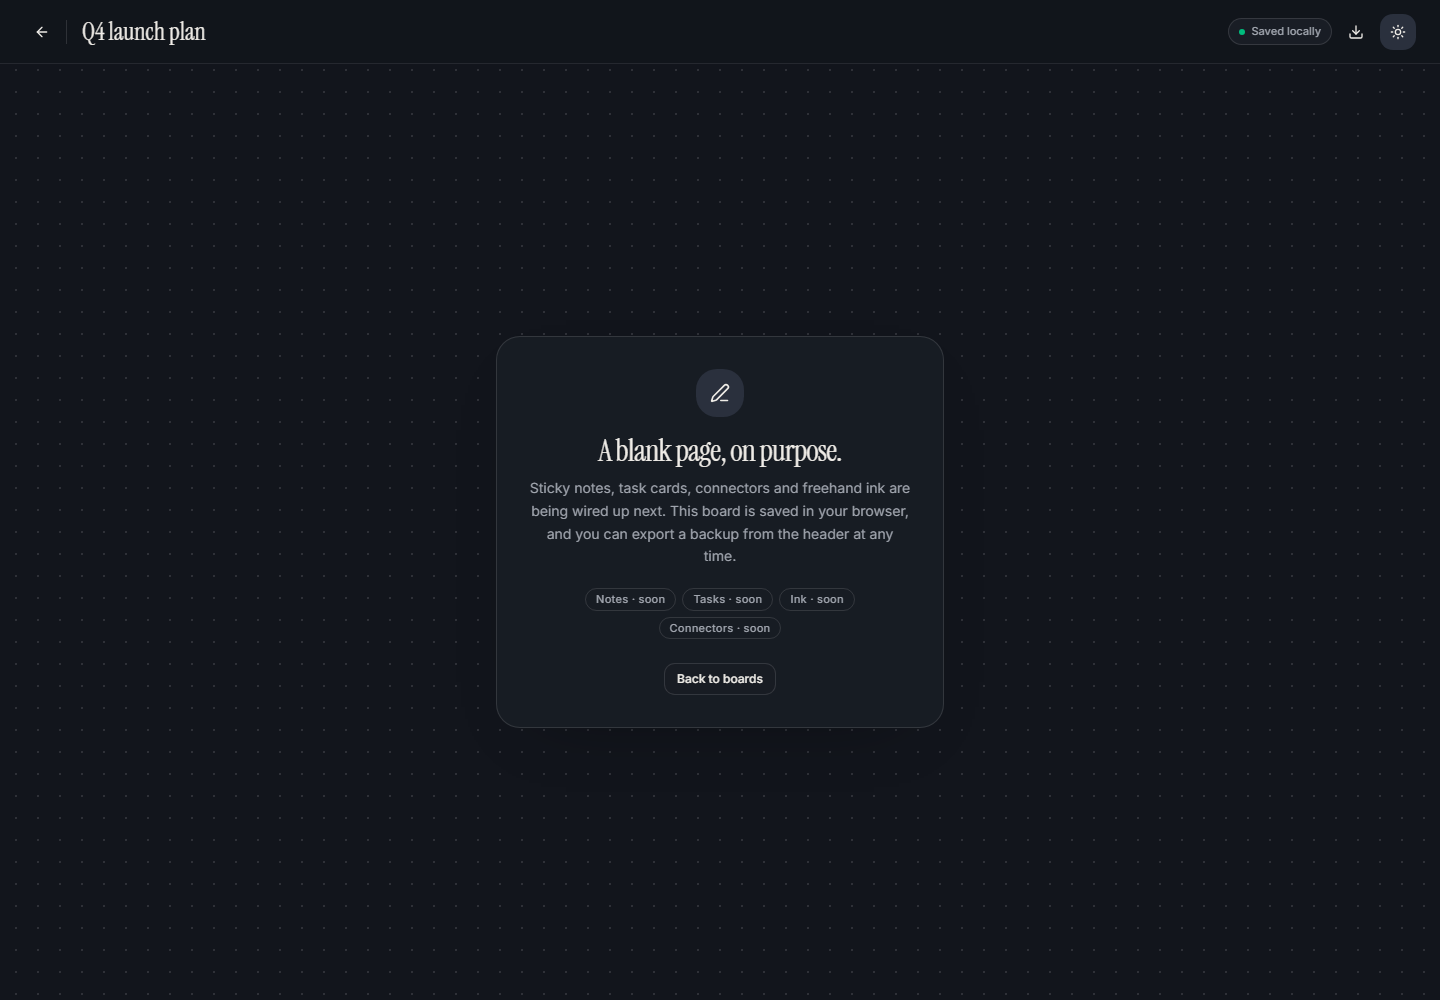 Q4 launch plan
Saved locally
A blank page, on purpose.
Sticky notes, task cards, connectors and freehand ink are
being wired up next. This board is saved in your browser,
and you can export a backup from the header at any
time.
Notes · soon
Tasks · soon
Ink · soon
Connectors · soon
Back to boards